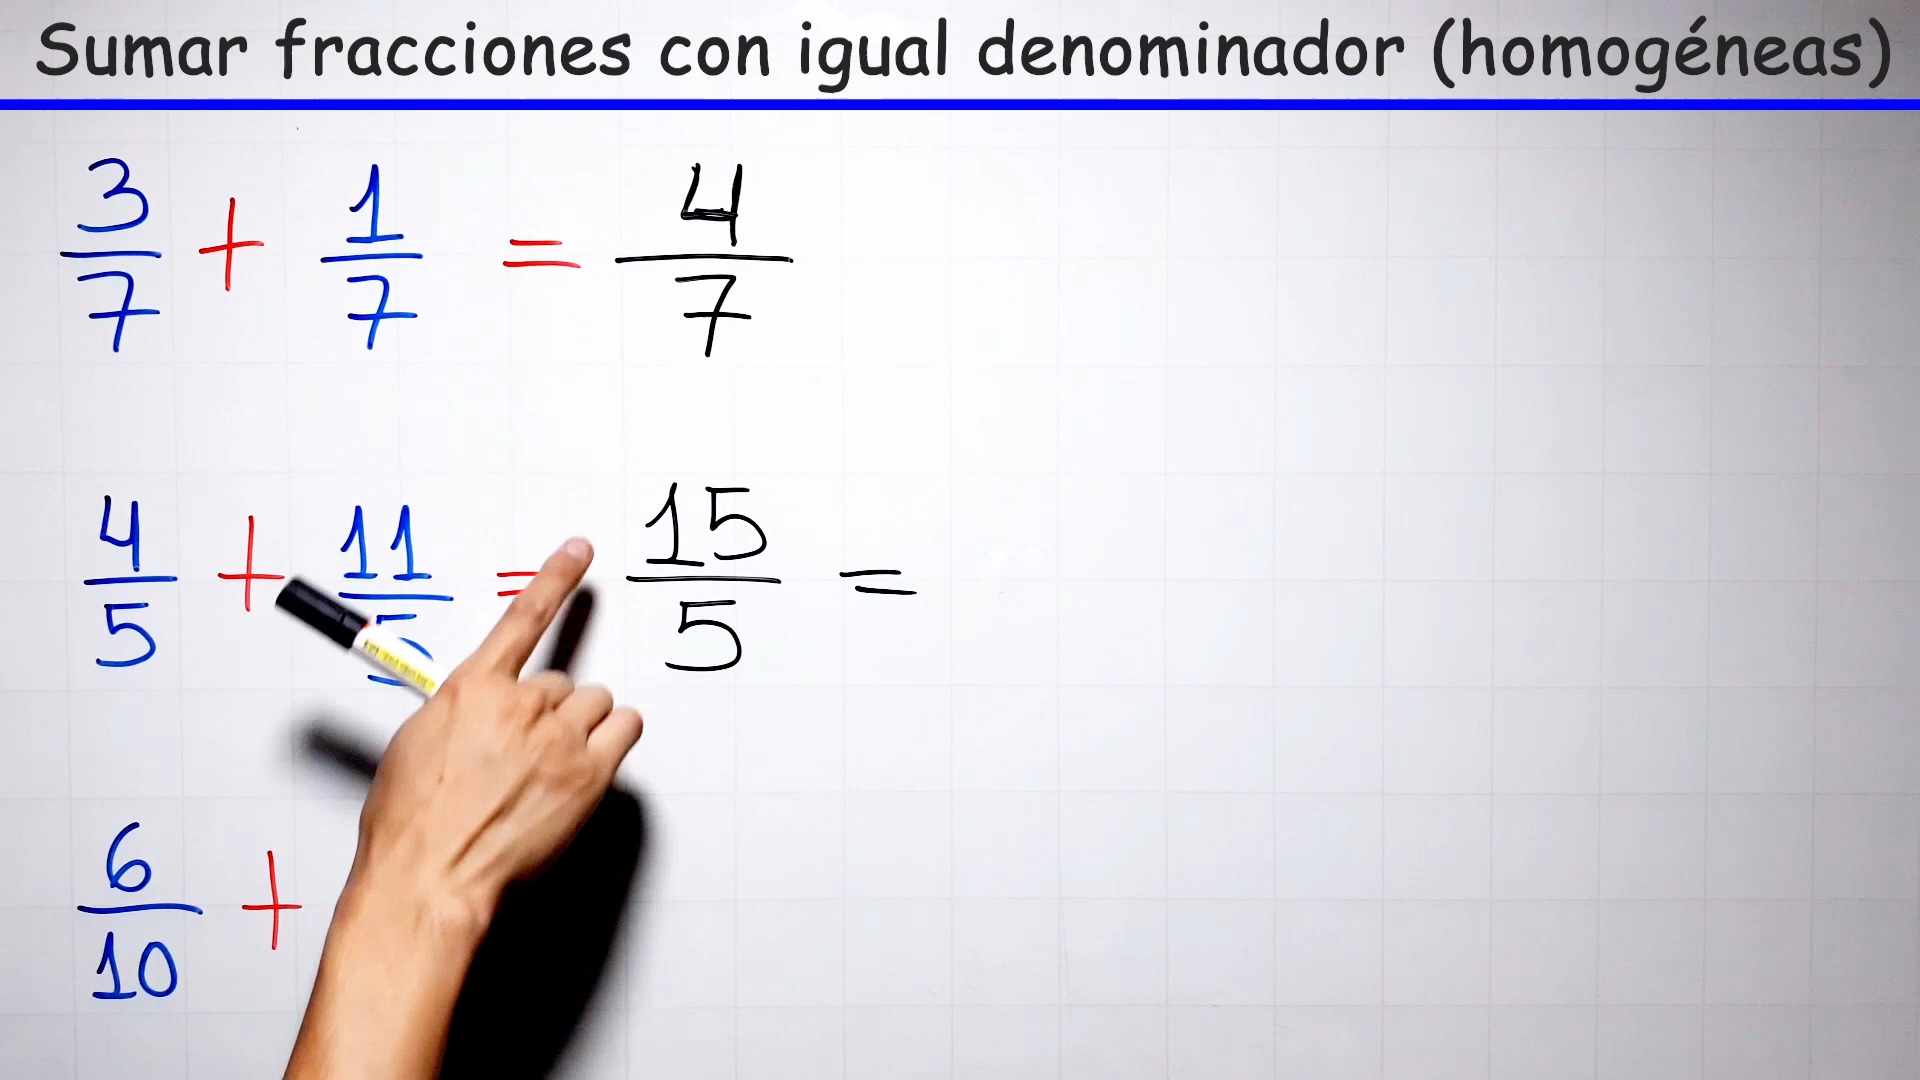 Sumar fracciones con igual denominador (homogéneas)
3/7 + 1/7 = 4/7
4/5 + 11/5 = 15/5 =
6/10 +